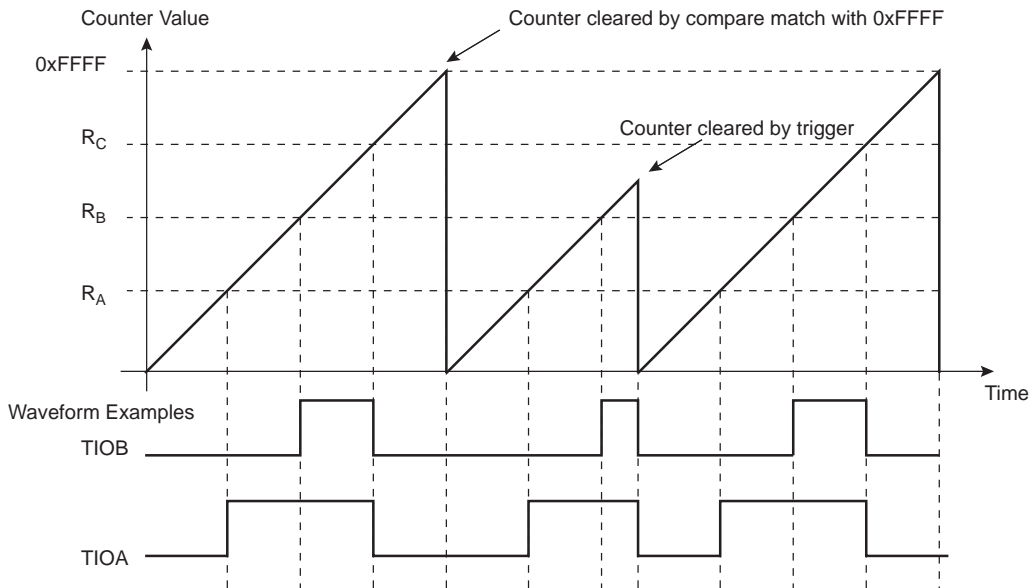 Counter Value
Counter cleared by compare match with 0xFFFF
0xFFFF
RC
Counter cleared by trigger
RB
RA
Time
Waveform Examples
TIOB
TIOA